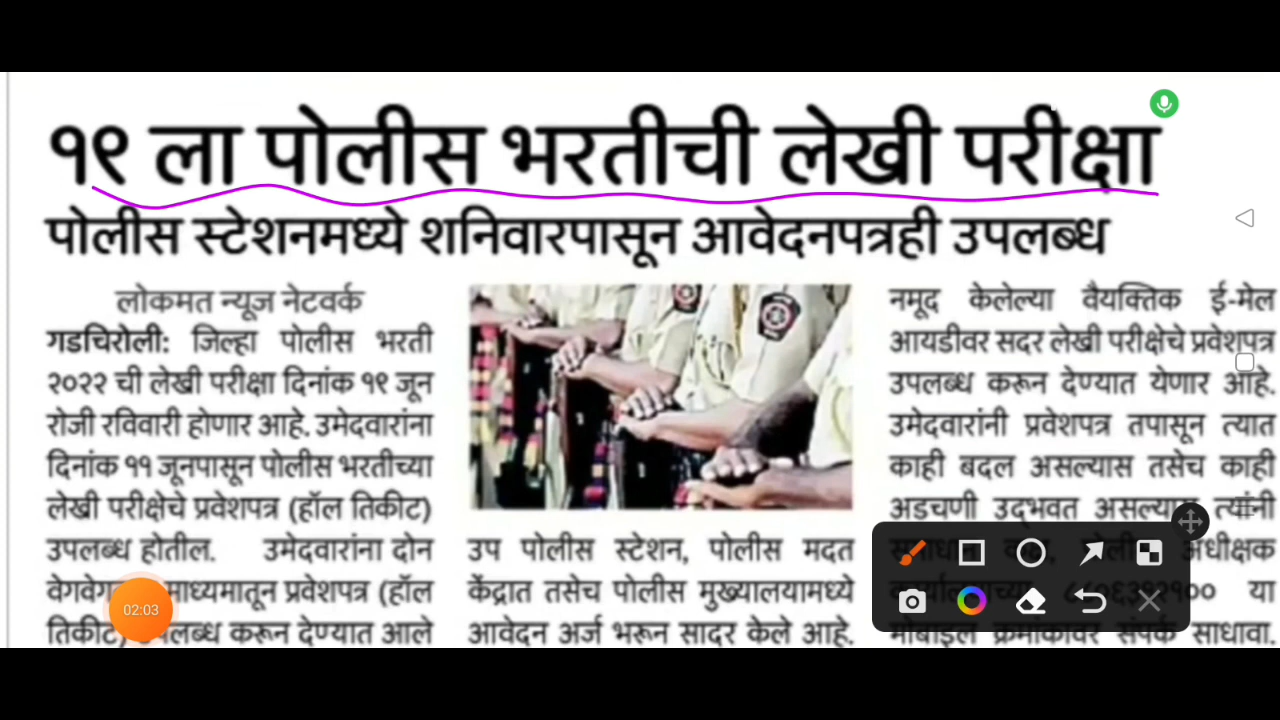 १९ ला पोलीस भरतीची लेखी परीक्षा
पोलीस स्टेशनमध्ये शनिवारपासून आवेदनपत्रही उपलब्ध
लोकमत न्यूज नेटवर्क
गडचिरोली: जिल्हा पोलीस भरती
२०२२ ची लेखी परीक्षा दिनांक १९ जून
रोजी रविवारी होणार आहे. उमेदवारांना
दिनांक ११ जूनपासून पोलीस भरतीच्या
लेखी परीक्षेचे प्रवेशपत्र (हॉल तिकीट)
उपलब्ध होतील. उमेदवारांना दोन
माध्यमातून प्रवेशपत्र (हॉल
करून देण्यात आले
उप पोलीस स्टेशन, पोलीस मदत
केंद्रात तसेच पोलीस मुख्यालयामध्ये
आवेदन अर्ज भरून सादर केले आहे.
नमूद केलेल्या वैयक्तिक ई-मेल
आयडीवर सदर लेखी परीक्षेचे प्रवेशपत्र
उपलब्ध करून देण्यात येणार आहे.
उमेदवारांनी प्रवेशपत्र तपासून त्यात
काही बदल असल्यास तसेच काही
अडचणी उद्भवत असल्यास त्यांनी
अधीक्षक
या
मोबाइल क्रमांकावर संपर्क साधावा.
02:03